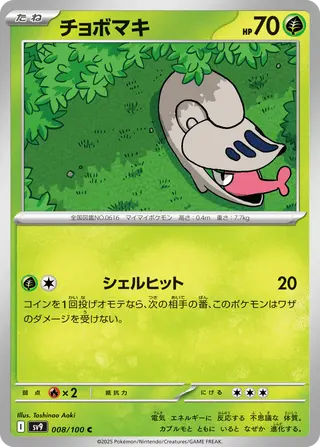 たね チョボマキ HP70
全国図鑑NO.0616 マイマイポケモン 高さ:0.4m 重さ:7.7kg
シェルヒット 20
コインを1回投げオモテなら、次の相手の番、このポケモンはワザ
のダメージを受けない。
弱点 ×2 抵抗力 にげる
Illus. Toshinao Aoki
電気エネルギーに反応する 不思議な体質。
I sv9 008/100 C
カブルモと ともに いると なぜか 進化する。
©2025 Pokémon/Nintendo/Creatures/GAME FREAK.